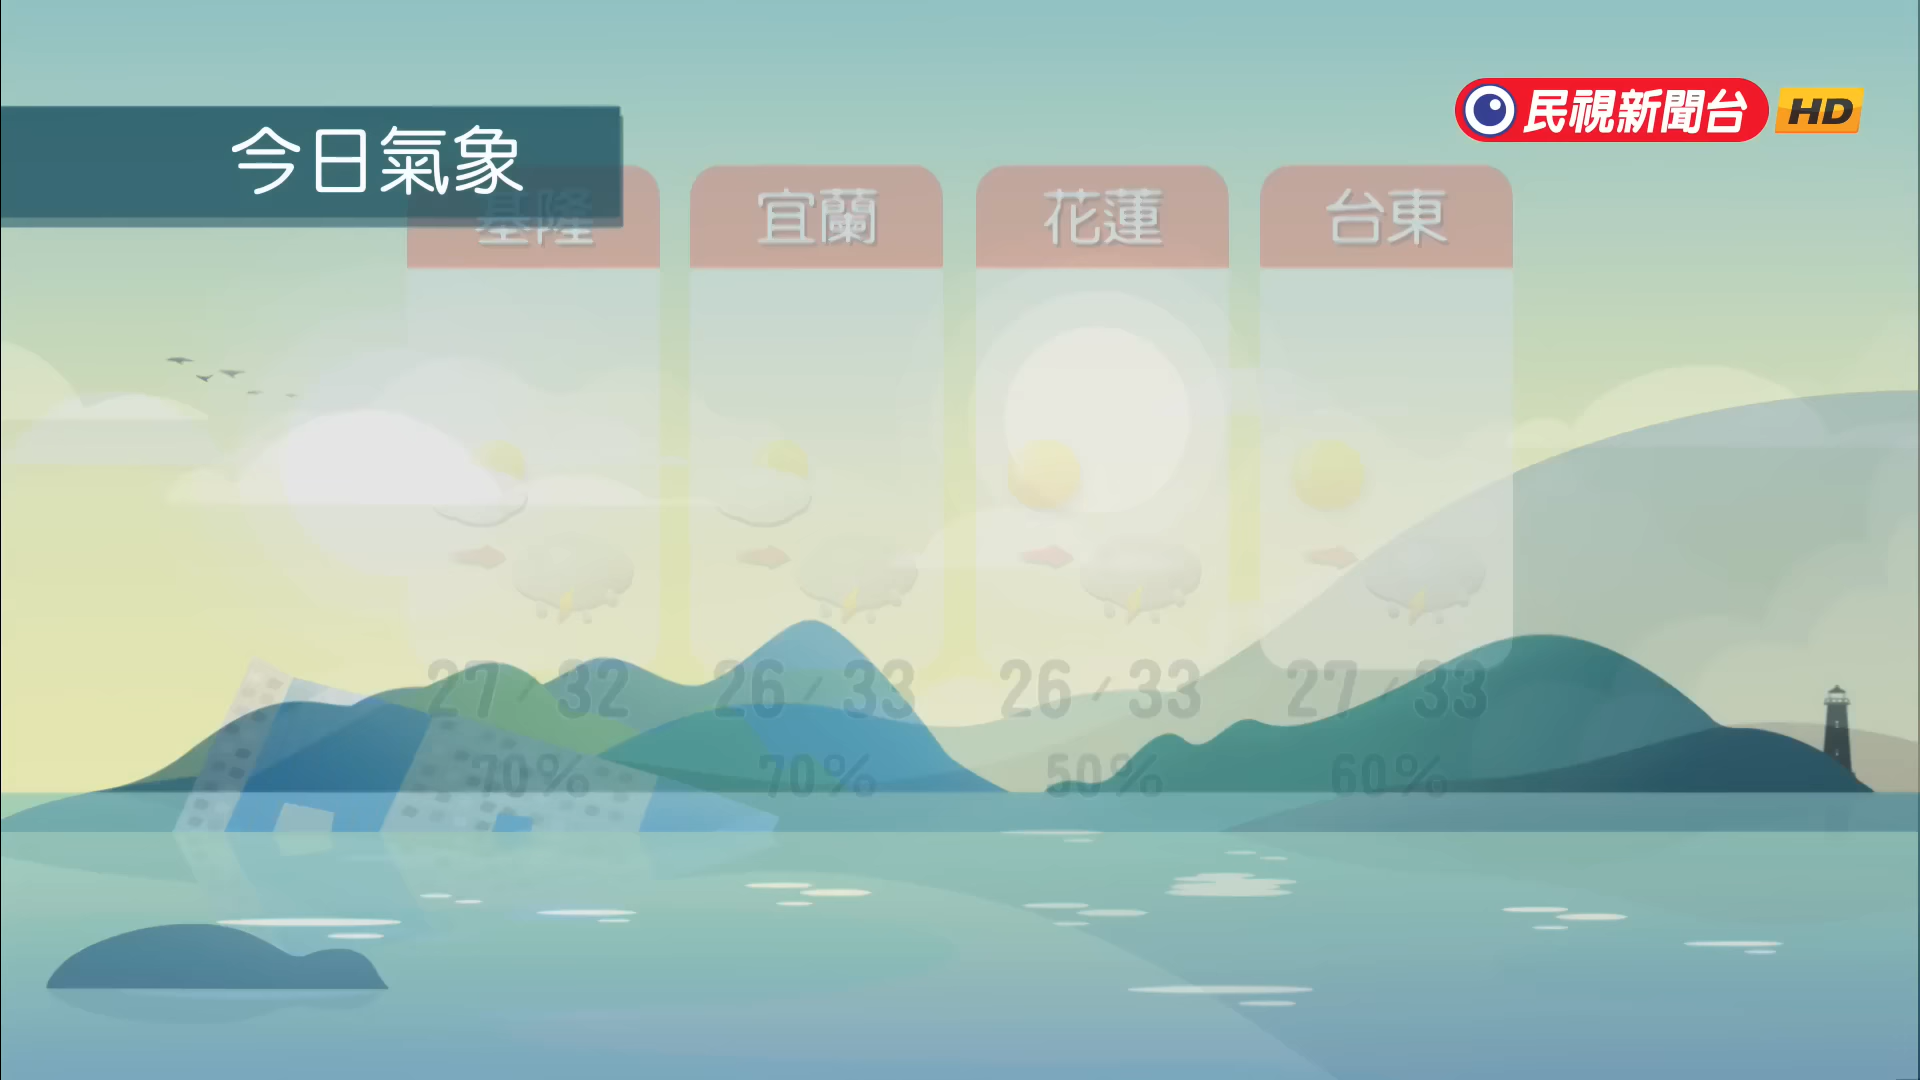 今日氣象
民視新聞台 HD
基隆 宜蘭 花蓮 台東
27/32 26/33 26/33 27/33
70% 70% 50% 60%